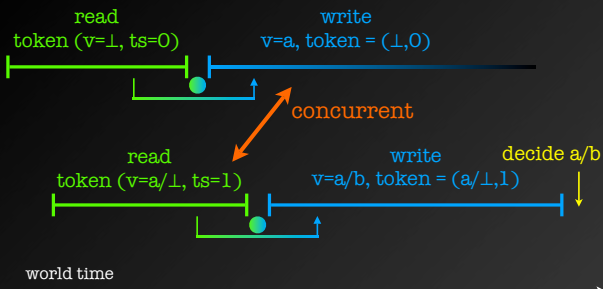 read
token (v=⊥, ts=0)
write
v=a, token = (⊥,0)
concurrent
read
token (v=a/⊥, ts=1)
write
v=a/b, token = (a/⊥,1)
decide a/b
world time